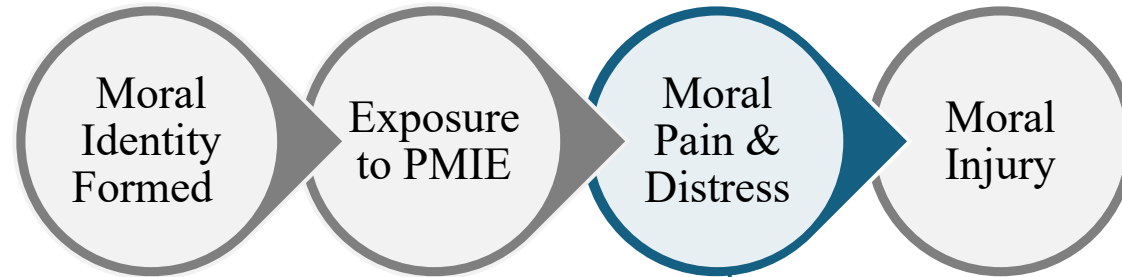 Moral
Identity
Formed
Exposure
to PMIE
Moral
Pain &
Distress
Moral
Injury